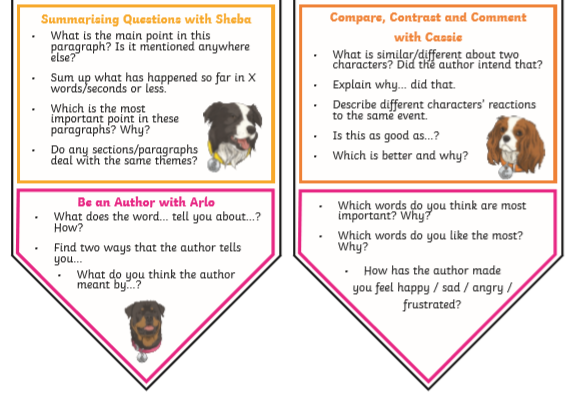 Summarising Questions with Sheba
• What is the main point in this
paragraph? Is it mentioned anywhere
else?
• Sum up what has happened so far in X
words/seconds or less.
• Which is the most
important point in these
paragraphs? Why?
• Do any sections/paragraphs
deal with the same themes?
Be an Author with Arlo
• What does the word... tell you about...?
How?
• Find two ways that the author tells
you...
• What do you think the author
meant by...?
Compare, Contrast and Comment
with Cassie
• What is similar/different about two
characters? Did the author intend that?
• Explain why... did that.
• Describe different characters' reactions
to the same event.
• Is this as good as...?
• Which is better and why?
• Which words do you think are most
important? Why?
• Which words do you like the most?
Why?
• How has the author made
you feel happy / sad / angry /
frustrated?